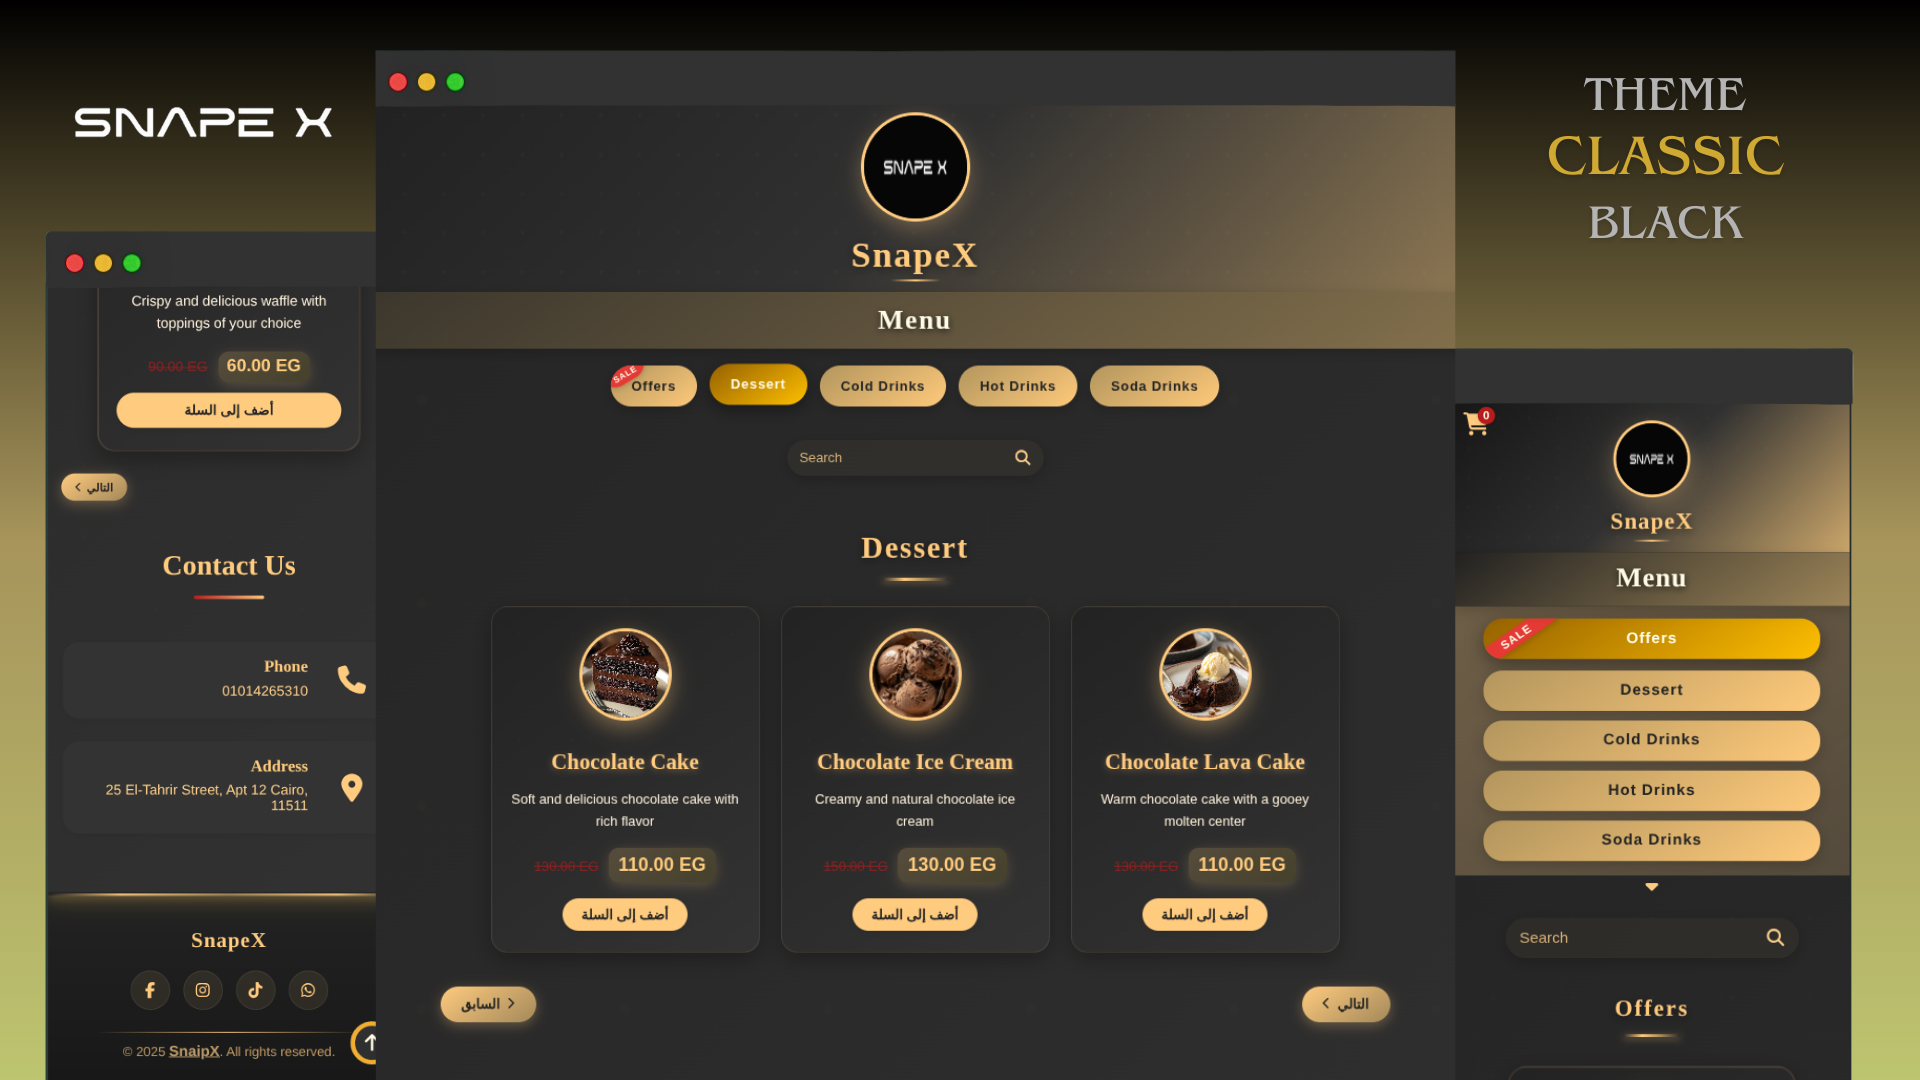 SNAPE X
THEME
CLASSIC
BLACK
Crispy and delicious waffle with
toppings of your choice
90.00 EG 60.00 EG
أضف إلى السلة
التالي
Contact Us
Phone
01014265310
Address
25 El-Tahrir Street, Apt 12 Cairo,
11511
SnapeX
© 2025 SnaipX. All rights reserved.
SNAPE X
SnapeX
Menu
SALE
Offers
Dessert
Cold Drinks
Hot Drinks
Soda Drinks
Search
Dessert
Chocolate Cake
Soft and delicious chocolate cake with
rich flavor
130.00 EG 110.00 EG
أضف إلى السلة
Chocolate Ice Cream
Creamy and natural chocolate ice
cream
150.00 EG 130.00 EG
أضف إلى السلة
Chocolate Lava Cake
Warm chocolate cake with a gooey
molten center
130.00 EG 110.00 EG
أضف إلى السلة
السابق
التالي
0
SNAPE X
SnapeX
Menu
SALE
Offers
Dessert
Cold Drinks
Hot Drinks
Soda Drinks
Search
Offers